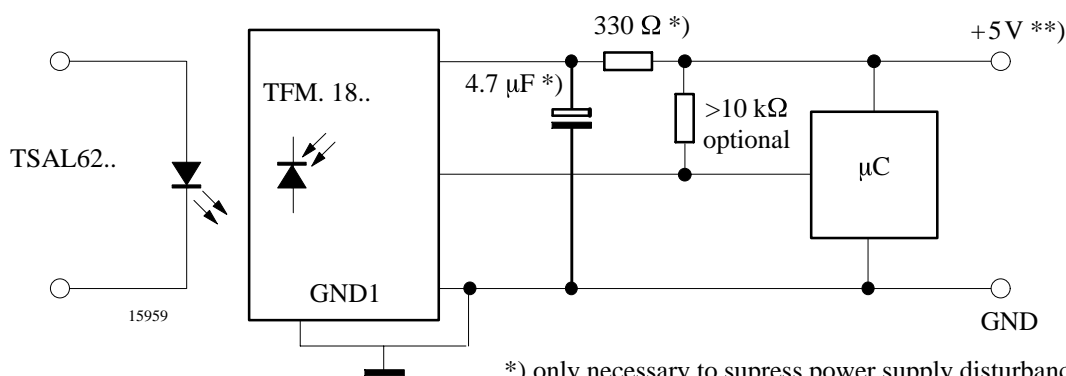 330 Ω *)
+5V **)
4.7 µF *)
TFM. 18..
>10 kΩ
optional
TSAL62..
µC
GND1
15959
GND
*) only necessary to supress power supply disturbanc